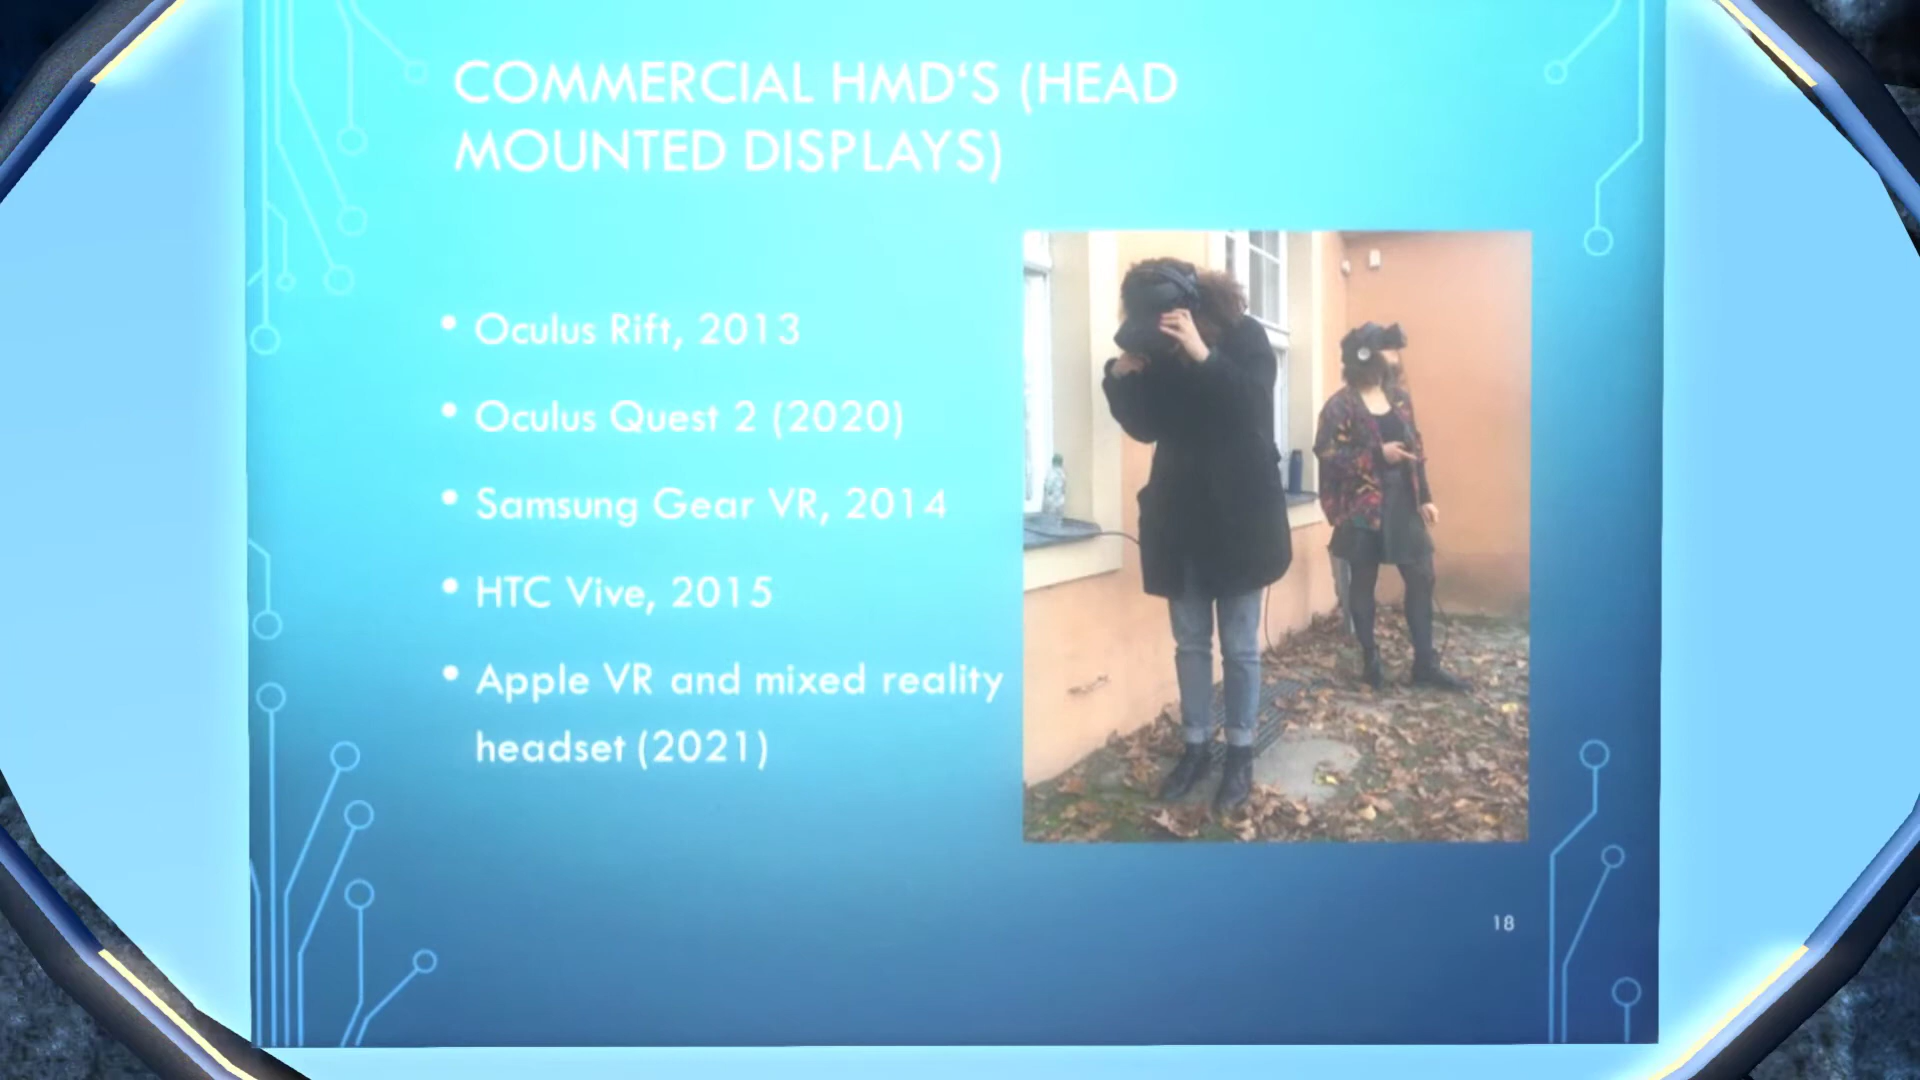 COMMERCIAL HMD‘S (HEAD
MOUNTED DISPLAYS)
• Oculus Rift, 2013
• Oculus Quest 2 (2020)
• Samsung Gear VR, 2014
• HTC Vive, 2015
• Apple VR and mixed reality
headset (2021)
18